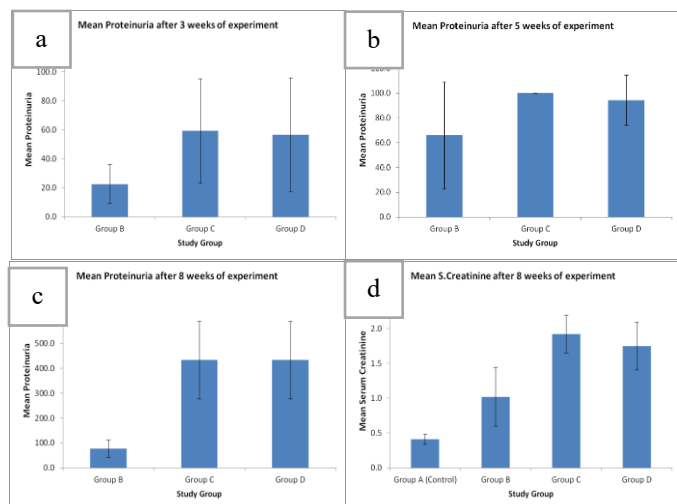 a
Mean Proteinuria after 3 weeks of experiment
100.0
80.0
60.0
40.0
20.0
0.0
Mean Proteinuria
Group B Group C Group D
Study Group
b
Mean Proteinuria after 5 weeks of experiment
120.0
100.0
80.0
60.0
40.0
20.0
0.0
Mean Proteinuria
Group B Group C Group D
Study Group
c
Mean Proteinuria after 8 weeks of experiment
500.0
400.0
300.0
200.0
100.0
0.0
Mean Proteinuria
Group B Group C Group D
Study Group
d
Mean S.Creatinine after 8 weeks of experiment
2.0
1.5
1.0
0.5
0.0
Mean Serum Creatinine
Group A (Control) Group B Group C Group D
Study Group